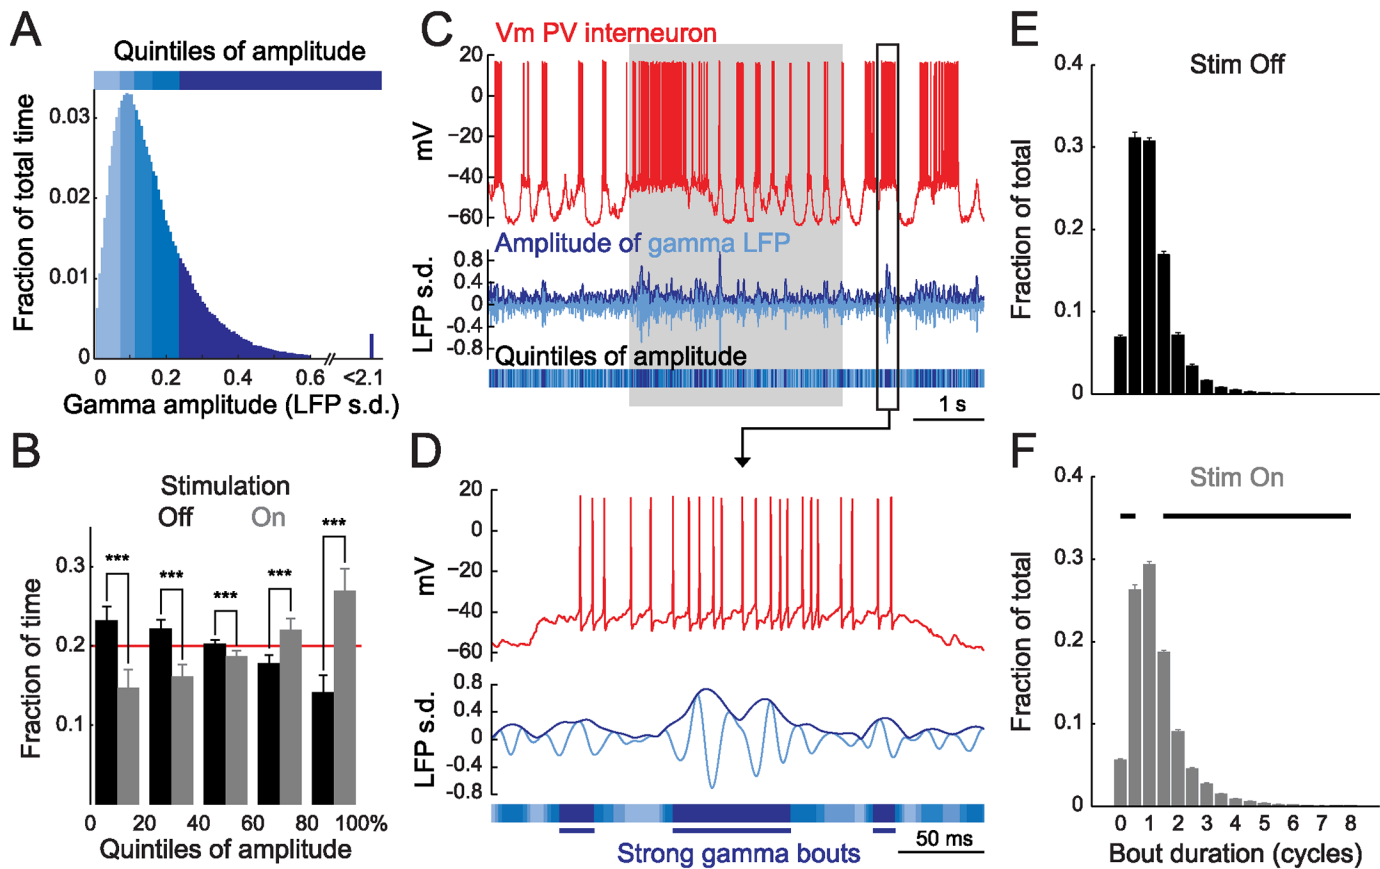 A
Quintiles of amplitude
Fraction of total time
0.03
0.02
0.01
0
0 0.2 0.4 0.6 <2.1
Gamma amplitude (LFP s.d.)
B
Stimulation
Off On
*** *** *** *** ***
Fraction of time
0.3
0.2
0.1
0 20 40 60 80 100%
Quintiles of amplitude
C
Vm PV interneuron
mV
20
0
−20
−40
−60
Amplitude of gamma LFP
LFP s.d.
0.8
0.4
0
−0.4
−0.8
Quintiles of amplitude
1 s
D
mV
20
0
−20
−40
−60
LFP s.d.
0.8
0.4
0
−0.4
−0.8
Strong gamma bouts
50 ms
E
Stim Off
Fraction of total
0.4
0.3
0.2
0.1
0
F
Stim On
Fraction of total
0.4
0.3
0.2
0.1
0
0 1 2 3 4 5 6 7 8
Bout duration (cycles)